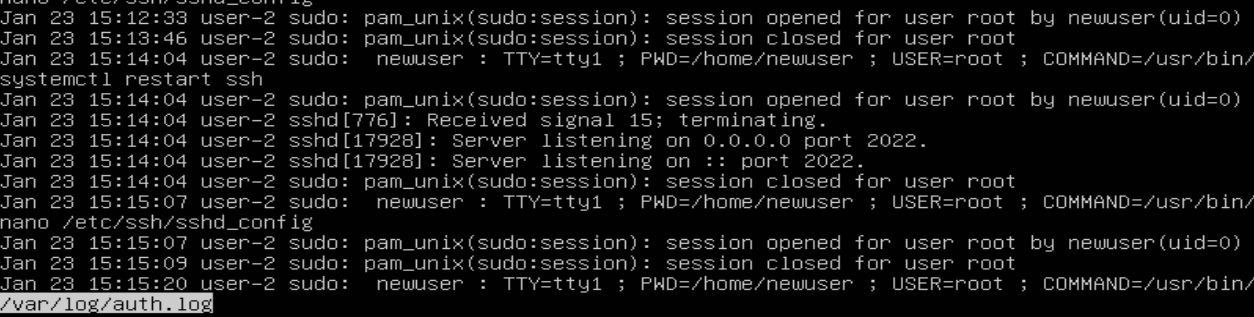 nano /etc/ssh/sshd_config
Jan 23 15:12:33 user-2 sudo: pam_unix(sudo:session): session opened for user root by newuser(uid=0)
Jan 23 15:13:46 user-2 sudo: pam_unix(sudo:session): session closed for user root
Jan 23 15:14:04 user-2 sudo:  newuser : TTY=tty1 ; PWD=/home/newuser ; USER=root ; COMMAND=/usr/bin/
systemctl restart ssh
Jan 23 15:14:04 user-2 sudo: pam_unix(sudo:session): session opened for user root by newuser(uid=0)
Jan 23 15:14:04 user-2 sshd[776]: Received signal 15; terminating.
Jan 23 15:14:04 user-2 sshd[17928]: Server listening on 0.0.0.0 port 2022.
Jan 23 15:14:04 user-2 sshd[17928]: Server listening on :: port 2022.
Jan 23 15:14:04 user-2 sudo: pam_unix(sudo:session): session closed for user root
Jan 23 15:15:07 user-2 sudo:  newuser : TTY=tty1 ; PWD=/home/newuser ; USER=root ; COMMAND=/usr/bin/
nano /etc/ssh/sshd_config
Jan 23 15:15:07 user-2 sudo: pam_unix(sudo:session): session opened for user root by newuser(uid=0)
Jan 23 15:15:09 user-2 sudo: pam_unix(sudo:session): session closed for user root
Jan 23 15:15:20 user-2 sudo:  newuser : TTY=tty1 ; PWD=/home/newuser ; USER=root ; COMMAND=/usr/bin/
/var/log/auth.log